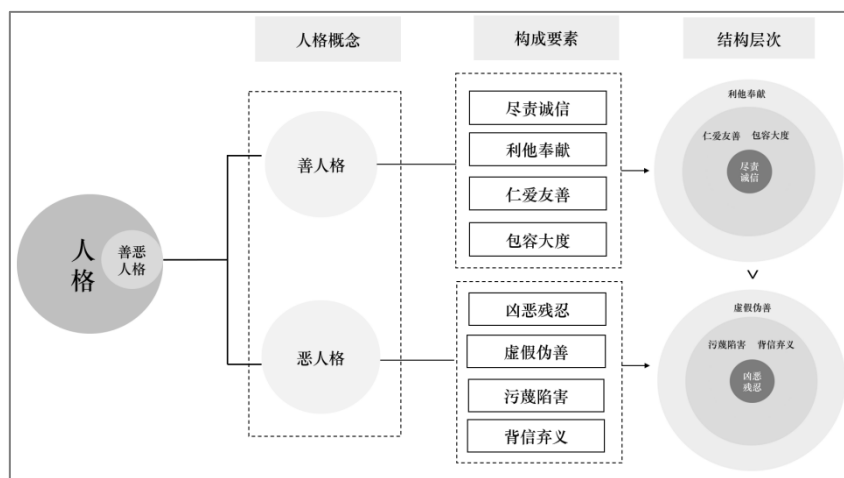 人格概念
构成要素
结构层次
人
格
善恶
人格
善人格
恶人格
尽责诚信
利他奉献
仁爱友善
包容大度
凶恶残忍
虚假伪善
污蔑陷害
背信弃义
利他奉献
仁爱友善 包容大度
尽责
诚信
>
虚假伪善
污蔑陷害 背信弃义
凶恶
残忍